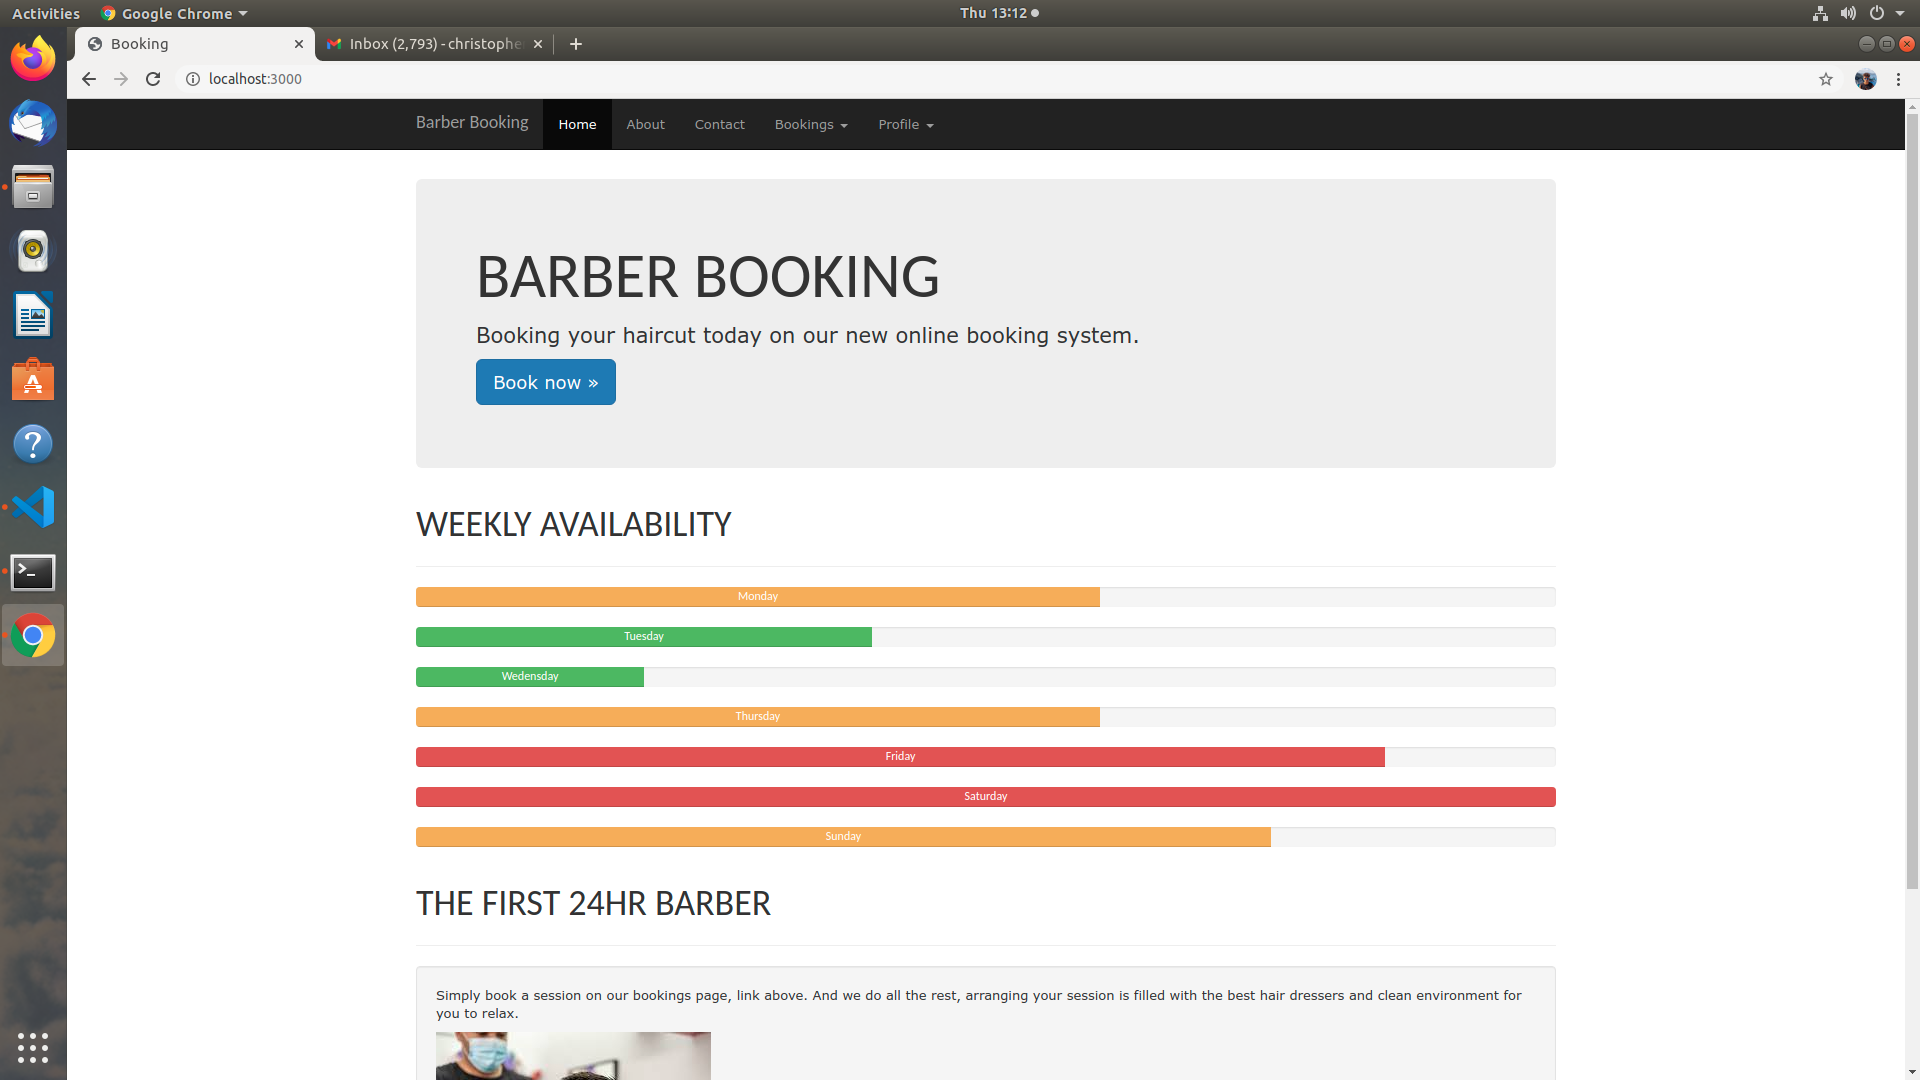 Activities Google Chrome Thu 13:12
Booking Inbox (2,793) - christophe
localhost:3000
Barber Booking Home About Contact Bookings Profile
BARBER BOOKING
Booking your haircut today on our new online booking system.
Book now »
WEEKLY AVAILABILITY
Monday
Tuesday
Wedensday
Thursday
Friday
Saturday
Sunday
THE FIRST 24HR BARBER
Simply book a session on our bookings page, link above. And we do all the rest, arranging your session is filled with the best hair dressers and clean environment for
you to relax.